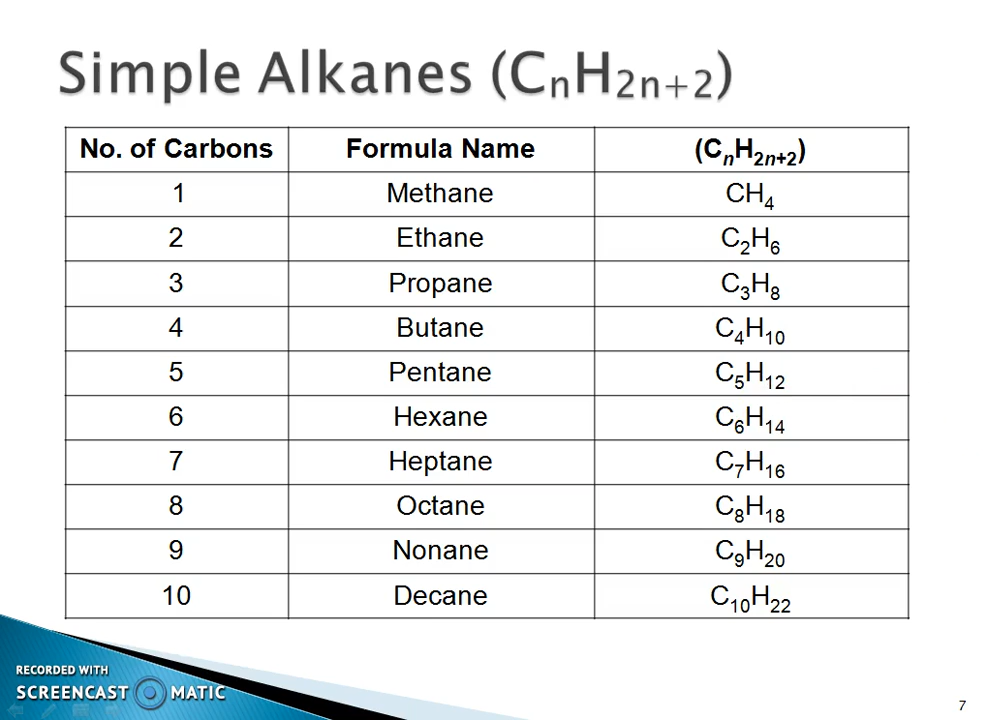 Simple Alkanes (CₙH₂ₙ₊₂)
No. of Carbons Formula Name (CₙH₂ₙ₊₂)
1 Methane CH₄
2 Ethane C₂H₆
3 Propane C₃H₈
4 Butane C₄H₁₀
5 Pentane C₅H₁₂
6 Hexane C₆H₁₄
7 Heptane C₇H₁₆
8 Octane C₈H₁₈
9 Nonane C₉H₂₀
10 Decane C₁₀H₂₂
RECORDED WITH
SCREENCAST MATIC
7